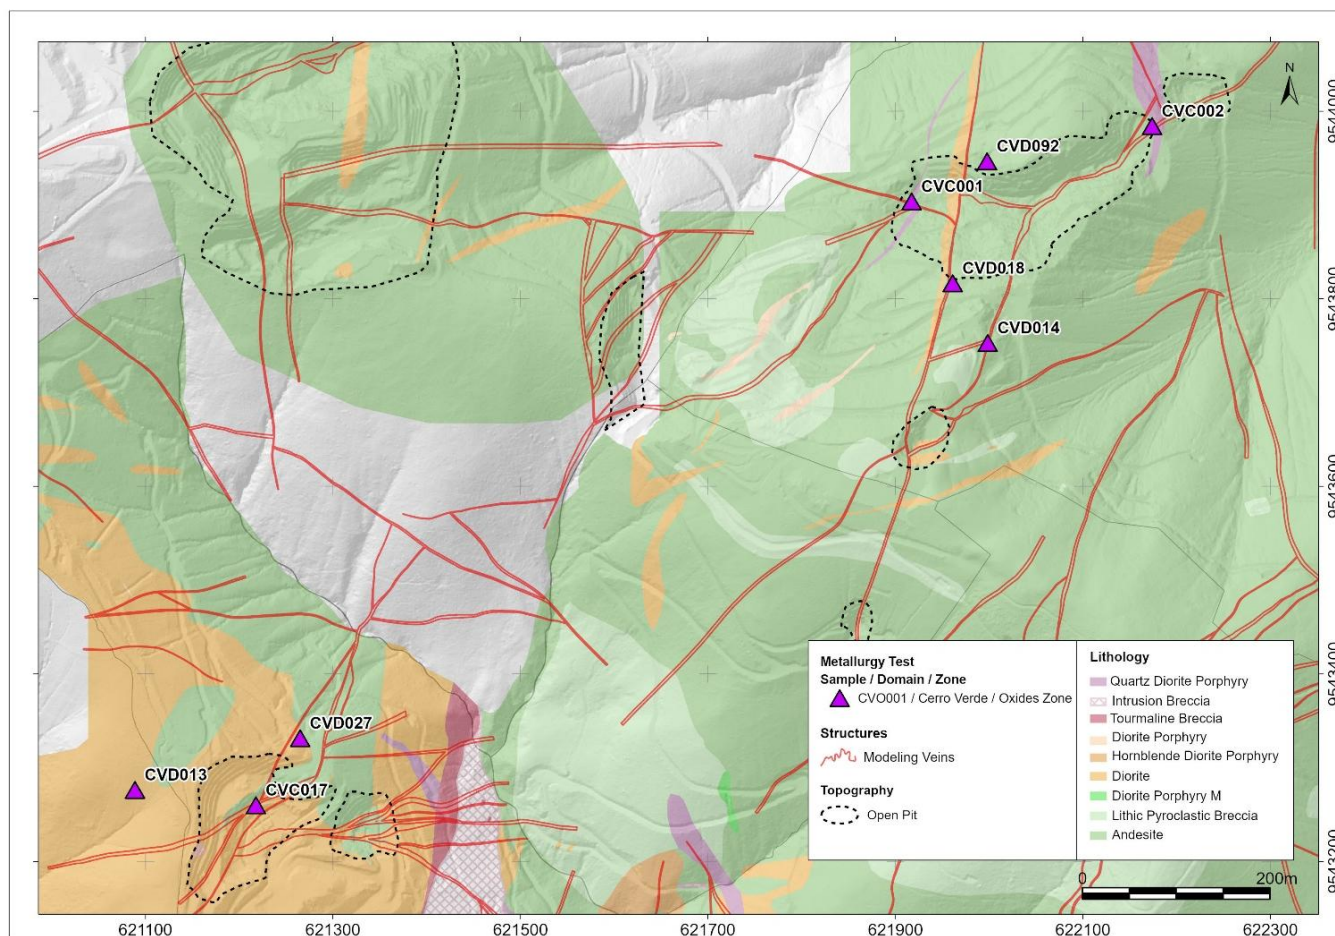 N
CVC002
CVD092
CVC001
CVD018
CVD014
CVD027
CVD013
CVC017
9544000
9543800
9543600
9543400
9543200
Metallurgy Test
Sample / Domain / Zone
CVO001 / Cerro Verde / Oxides Zone
Structures
Modeling Veins
Topography
Open Pit
Lithology
Quartz Diorite Porphyry
Intrusion Breccia
Tourmaline Breccia
Diorite Porphyry
Hornblende Diorite Porphyry
Diorite
Diorite Porphyry M
Lithic Pyroclastic Breccia
Andesite
0 200m
621100 621300 621500 621700 621900 622100 622300